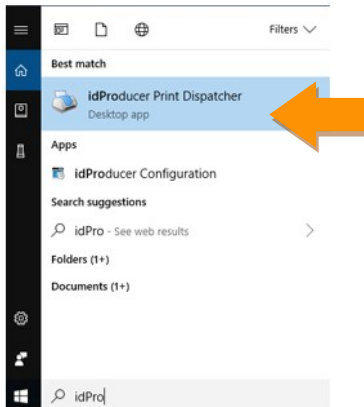 Filters
Best match
idProducer Print Dispatcher
Desktop app
Apps
idProducer Configuration
Search suggestions
idPro - See web results
Folders (1+)
Documents (1+)
idPro